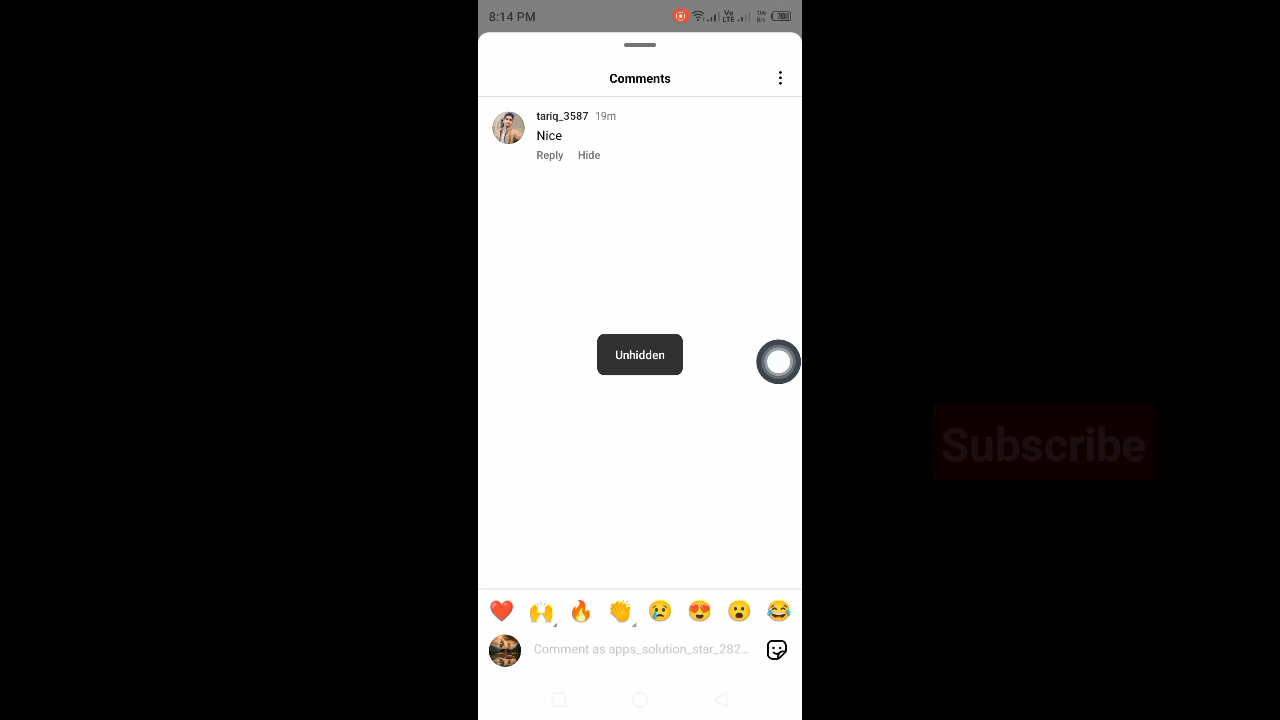 8:14 PM
Comments
tariq_3587 19m
Nice
Reply Hide
Unhidden
Subscribe
Comment as apps_solution_star_282...